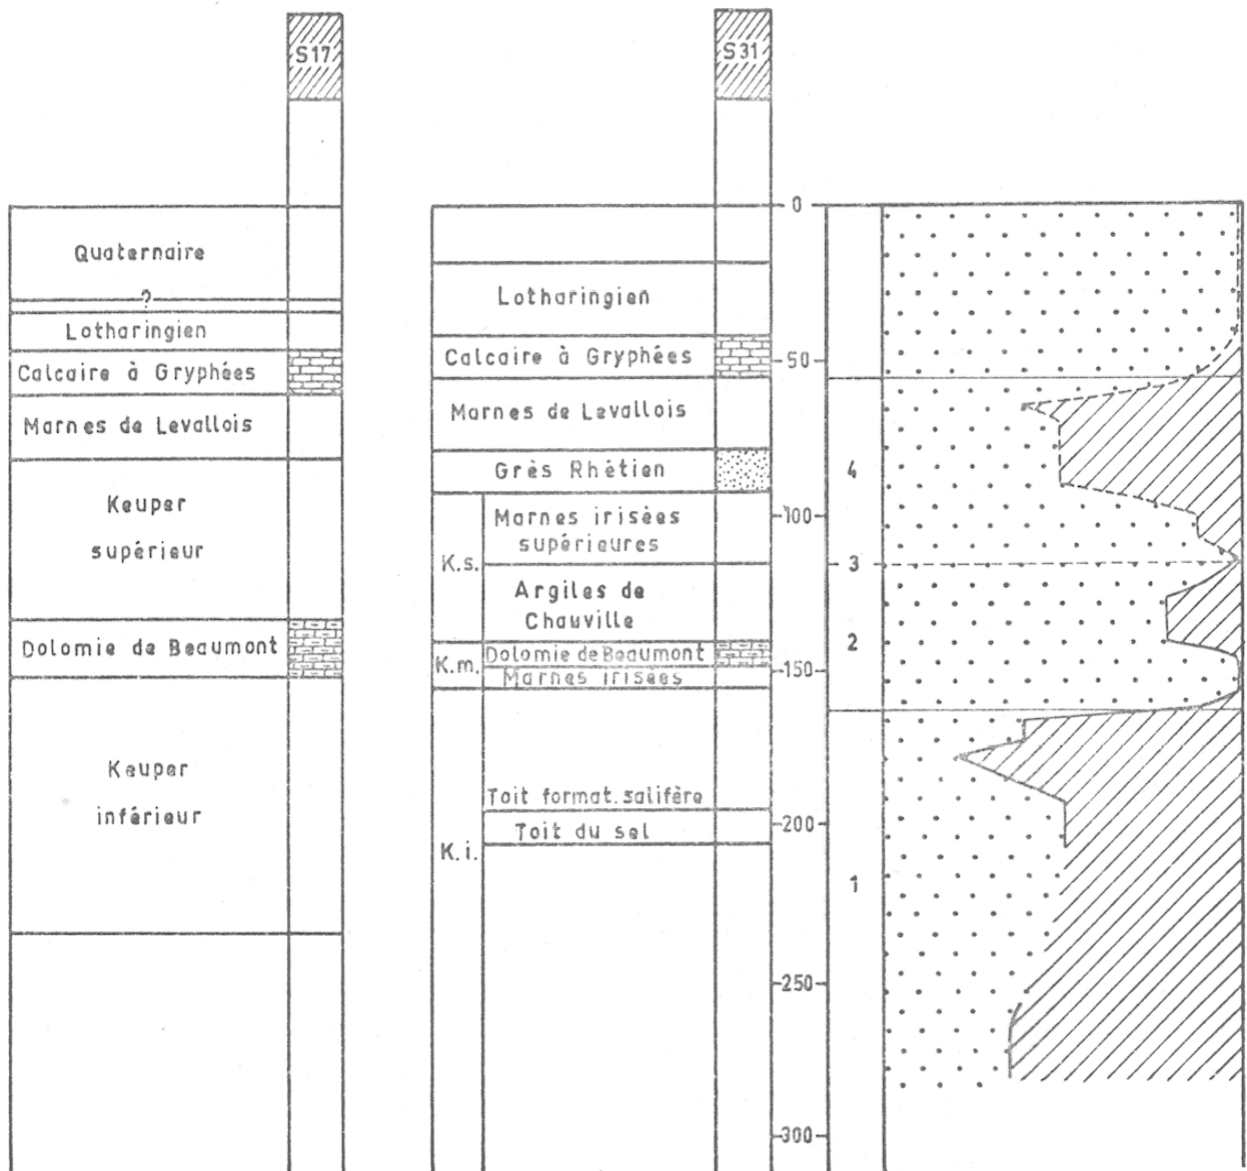 S17
Quaternaire
?
Lotharingien
Calcaire à Gryphées
Marnes de Levallois
Keuper
supérieur
Dolomie de Beaumont
Keuper
inférieur
S31
Lotharingien
Calcaire à Gryphées
Marnes de Levallois
Grès Rhétien
K.s.
Marnes irisées
supérieures
Argiles de
Chauville
K.m.
Dolomie de Beaumont
Marnes irisées
K.i.
Toit format. salifère
Toit du sel
0
-50-
-100-
-150-
-200-
-250-
-300-
4
3
2
1